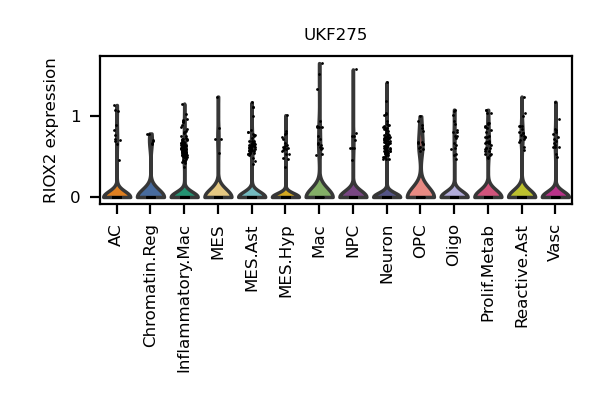 UKF275
RIOX2 expression
1
0
AC
Chromatin.Reg
Inflammatory.Mac
MES
MES.Ast
MES.Hyp
Mac
NPC
Neuron
OPC
Oligo
Prolif.Metab
Reactive.Ast
Vasc